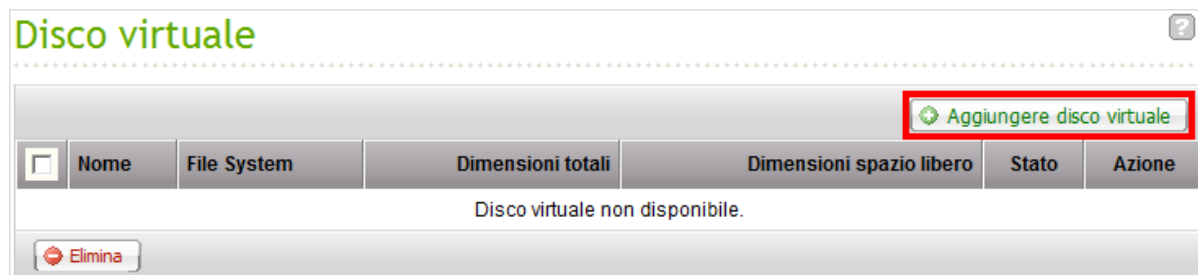 Disco virtuale
?
Aggiungere disco virtuale
Nome File System Dimensioni totali Dimensioni spazio libero Stato Azione
Disco virtuale non disponibile.
Elimina